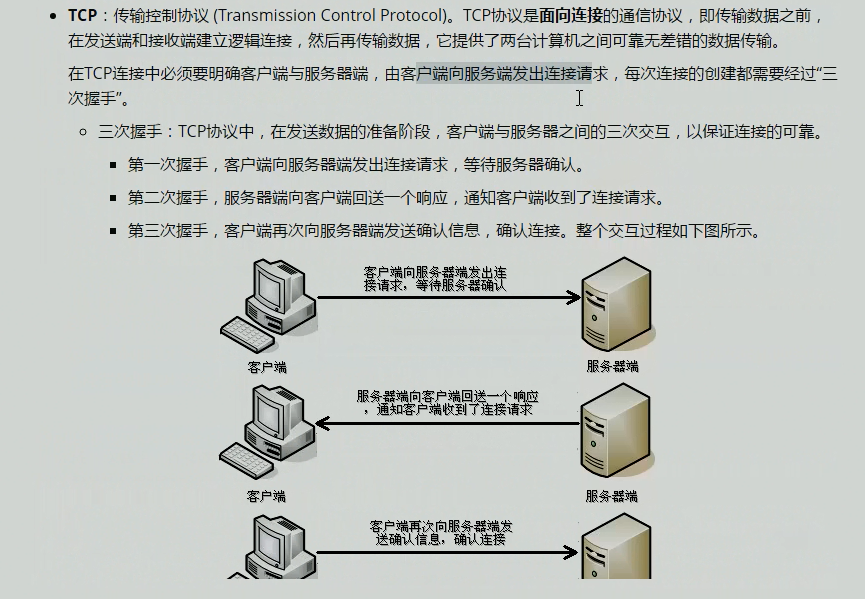 TCP：传输控制协议 (Transmission Control Protocol)。TCP协议是面向连接的通信协议，即传输数据之前，
在发送端和接收端建立逻辑连接，然后再传输数据，它提供了两台计算机之间可靠无差错的数据传输。
在TCP连接中必须要明确客户端与服务器端，由客户端向服务端发出连接请求，每次连接的创建都需要经过“三
次握手”。
三次握手：TCP协议中，在发送数据的准备阶段，客户端与服务器之间的三次交互，以保证连接的可靠。
第一次握手，客户端向服务器端发出连接请求，等待服务器确认。
第二次握手，服务器端向客户端回送一个响应，通知客户端收到了连接请求。
第三次握手，客户端再次向服务器端发送确认信息，确认连接。整个交互过程如下图所示。
客户端向服务器端发出连
接请求，等待服务器确认
客户端
服务器端
服务器端向客户端回送一个响应
，通知客户端收到了连接请求
客户端
服务器端
客户端再次向服务器端发
送确认信息，确认连接